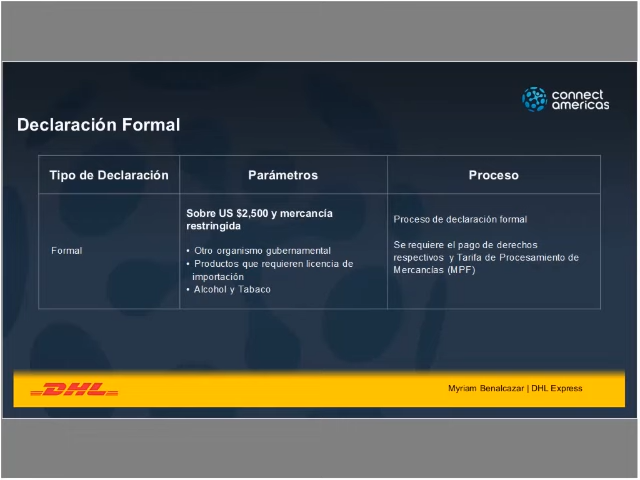 connect
americas
Declaración Formal
Tipo de Declaración
Parámetros
Proceso
Formal
Sobre US $2,500 y mercancía
restringida
• Otro organismo gubernamental
• Productos que requieren licencia de
importación
• Alcohol y Tabaco
Proceso de declaración formal
Se requiere el pago de derechos
respectivos y Tarifa de Procesamiento de
Mercancías (MPF)
DHL
Myriam Benalcazar | DHL Express